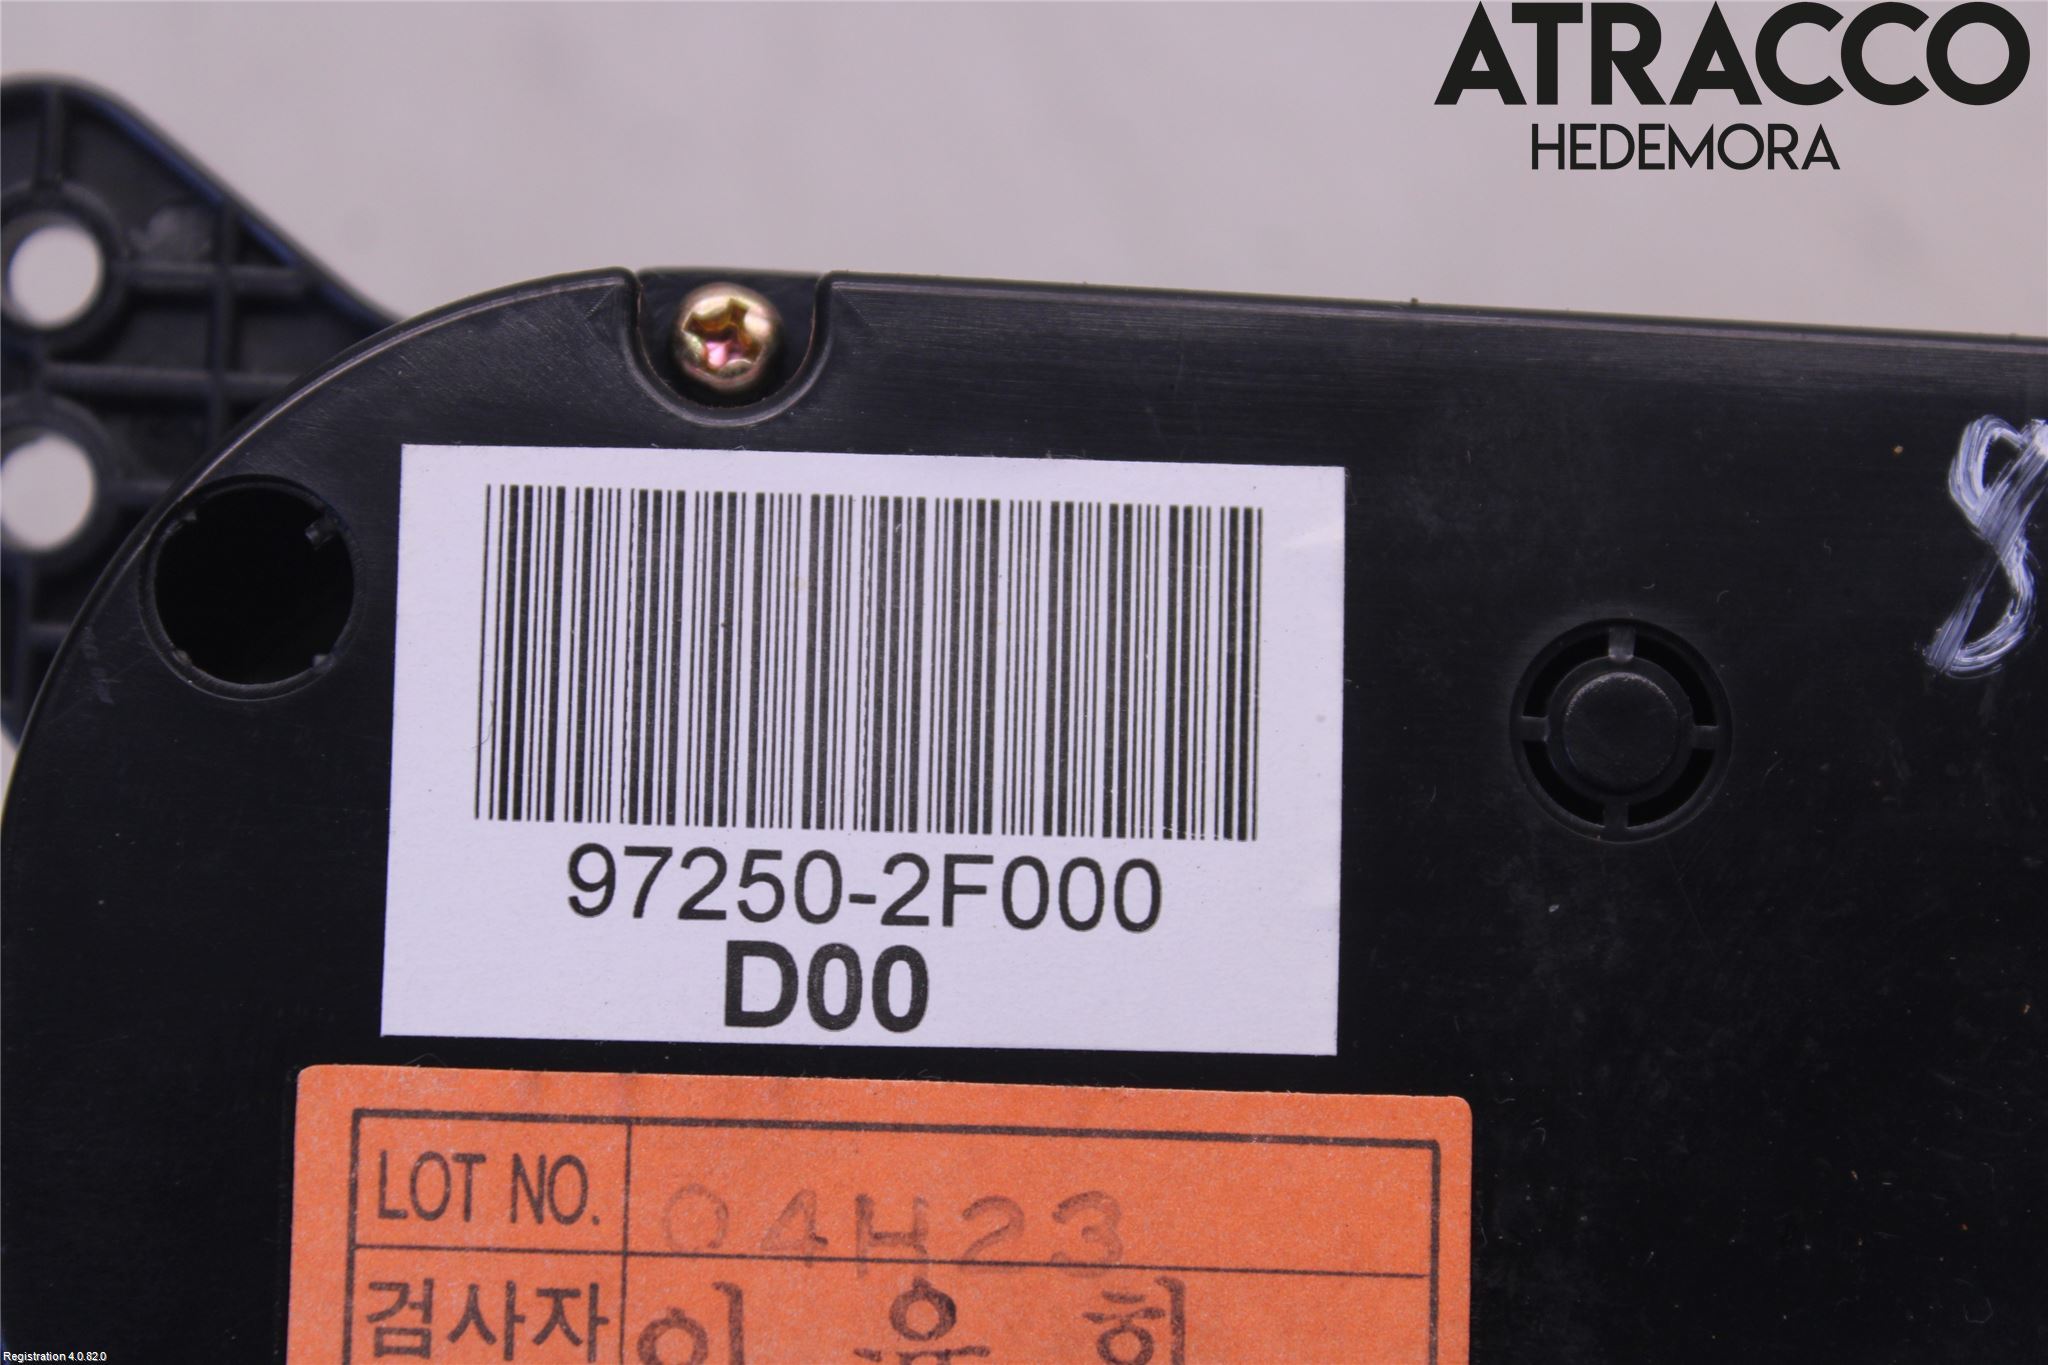 ATRACCO
HEDEMORA
97250-2F000
D00
LOT NO. 04H23
검사자
Registration 4.0.82.0